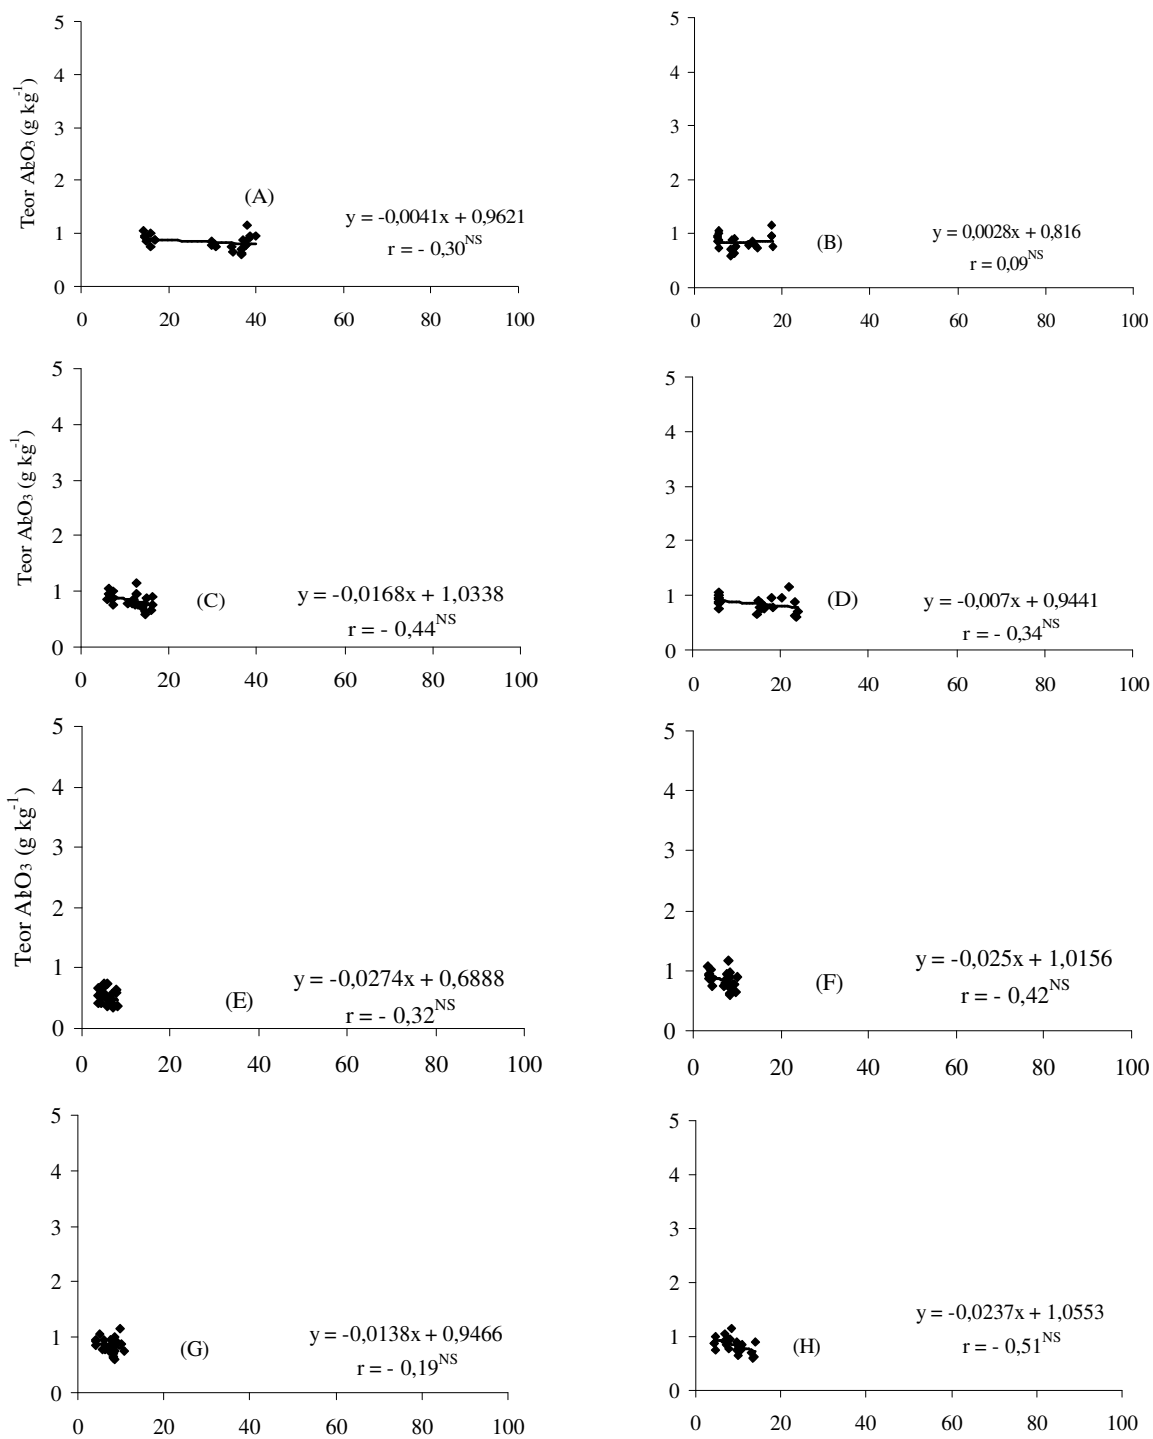 5
4
3
2
1
0
Teor Al2O3 (g kg-1)
(A)
y = -0,0041x + 0,9621
r = - 0,30NS
0 20 40 60 80 100
5
4
3
2
1
0
(B)
y = 0,0028x + 0,816
r = 0,09NS
0 20 40 60 80 100
5
4
3
2
1
0
Teor Al2O3 (g kg-1)
(C)
y = -0,0168x + 1,0338
r = - 0,44NS
0 20 40 60 80 100
5
4
3
2
1
0
(D)
y = -0,007x + 0,9441
r = - 0,34NS
0 20 40 60 80 100
5
4
3
2
1
0
Teor Al2O3 (g kg-1)
(E)
y = -0,0274x + 0,6888
r = - 0,32NS
0 20 40 60 80 100
5
4
3
2
1
0
(F)
y = -0,025x + 1,0156
r = - 0,42NS
0 20 40 60 80 100
5
4
3
2
1
0
(G)
y = -0,0138x + 0,9466
r = - 0,19NS
0 20 40 60 80 100
5
4
3
2
1
0
(H)
y = -0,0237x + 1,0553
r = - 0,51NS
0 20 40 60 80 100